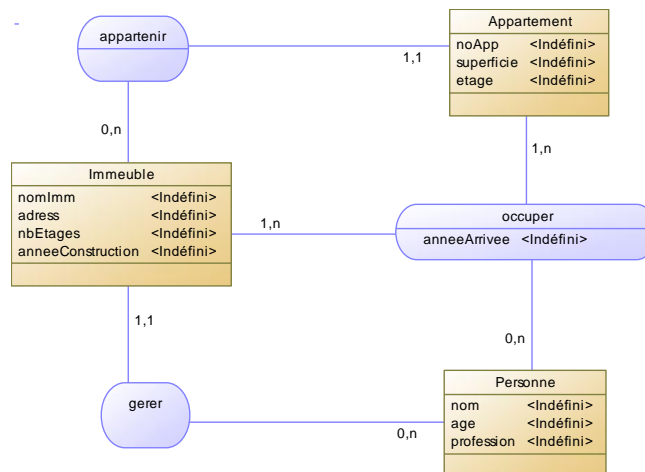 appartenir
1,1
Appartement
noApp <Indéfini>
superficie <Indéfini>
etage <Indéfini>
0,n
1,n
Immeuble
nomImm <Indéfini>
adress <Indéfini>
nbEtages <Indéfini>
anneeConstruction <Indéfini>
1,n
occuper
anneeArrivee <Indéfini>
1,1
0,n
gerer
0,n
Personne
nom <Indéfini>
age <Indéfini>
profession <Indéfini>